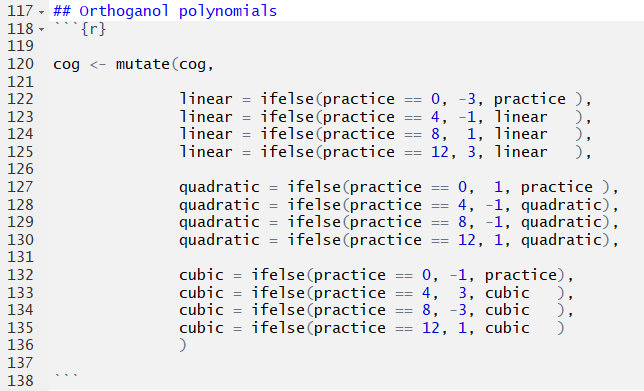 117 ## Orthoganol polynomials
118 ```{r}
119
120 cog <- mutate(cog,
121
122 linear = ifelse(practice == 0, -3, practice ),
123 linear = ifelse(practice == 4, -1, linear   ),
124 linear = ifelse(practice == 8,  1, linear   ),
125 linear = ifelse(practice == 12, 3, linear   ),
126
127 quadratic = ifelse(practice == 0,  1, practice ),
128 quadratic = ifelse(practice == 4, -1, quadratic),
129 quadratic = ifelse(practice == 8, -1, quadratic),
130 quadratic = ifelse(practice == 12, 1, quadratic),
131
132 cubic = ifelse(practice == 0, -1, practice),
133 cubic = ifelse(practice == 4,  3, cubic   ),
134 cubic = ifelse(practice == 8, -3, cubic   ),
135 cubic = ifelse(practice == 12, 1, cubic   )
136 )
137
138 ```